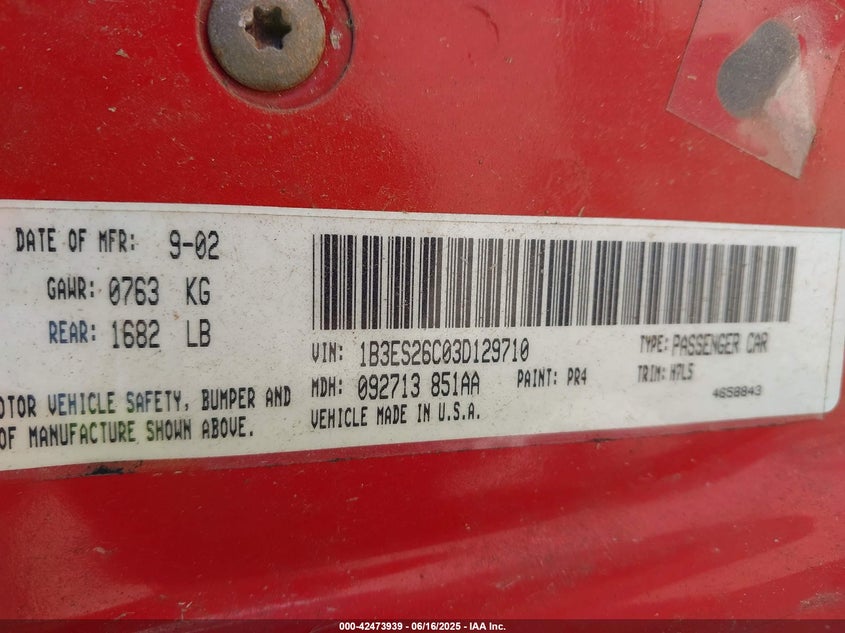 DATE OF MFR: 9-02
GAWR: 0763 KG
REAR: 1682 LB
OTOR VEHICLE SAFETY, BUMPER AND
OF MANUFACTURE SHOWN ABOVE.
VIN: 1B3ES26C03D129710
TYPE: PASSENGER CAR
MDH: 092713 851AA
PAINT: PR4
TRIM: M7L5
VEHICLE MADE IN U.S.A.
4658843
000-42473939 - 06/16/2025 - IAA Inc.